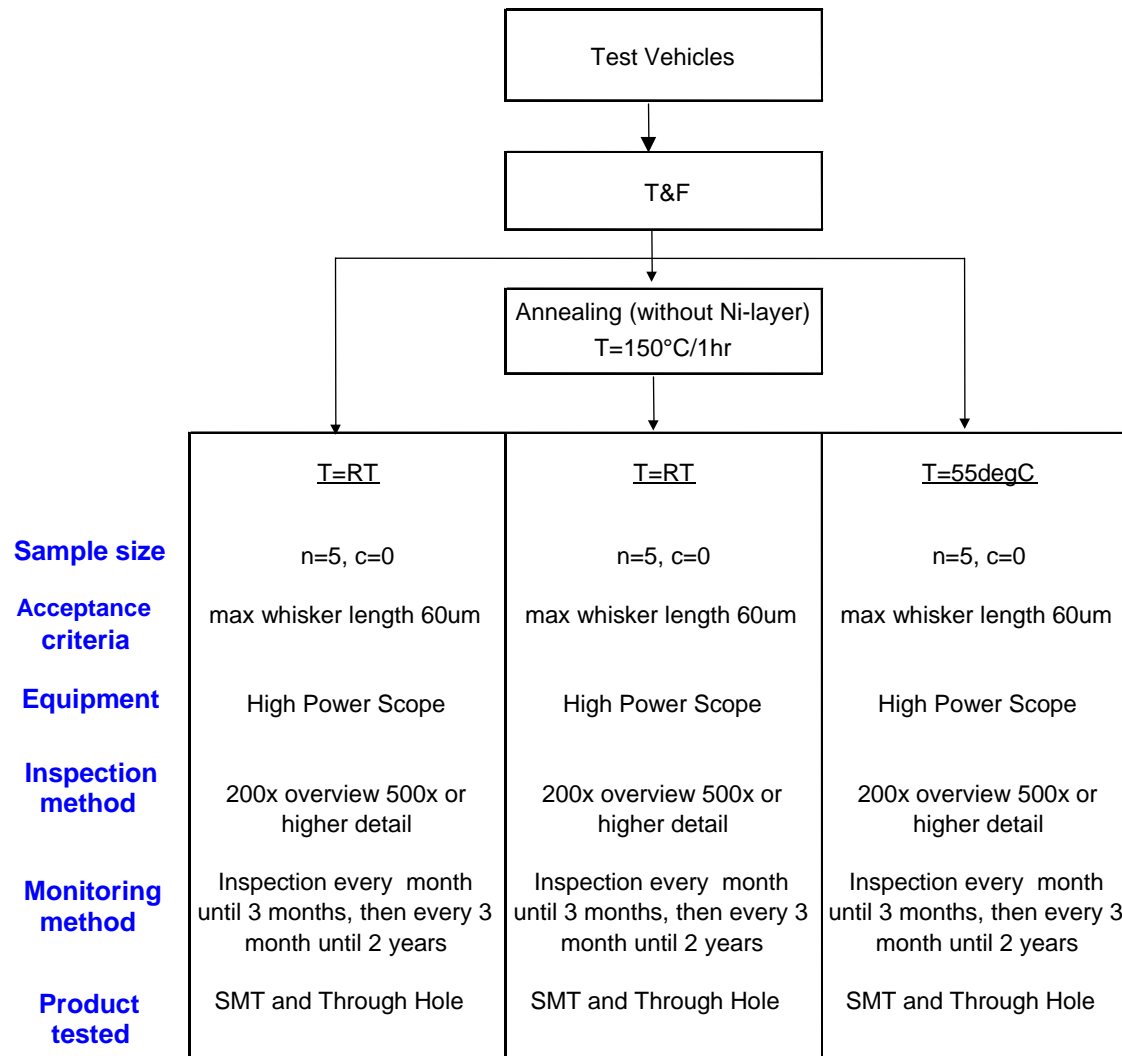 Test Vehicles
T&F
Annealing (without Ni-layer)
T=150°C/1hr
T=RT
T=RT
T=55degC
Sample size
n=5, c=0
n=5, c=0
n=5, c=0
Acceptance
criteria
max whisker length 60um
max whisker length 60um
max whisker length 60um
Equipment
High Power Scope
High Power Scope
High Power Scope
Inspection
method
200x overview 500x or
higher detail
200x overview 500x or
higher detail
200x overview 500x or
higher detail
Monitoring
method
Inspection every month
until 3 months, then every 3
month until 2 years
Inspection every month
until 3 months, then every 3
month until 2 years
Inspection every month
until 3 months, then every 3
month until 2 years
Product
tested
SMT and Through Hole
SMT and Through Hole
SMT and Through Hole